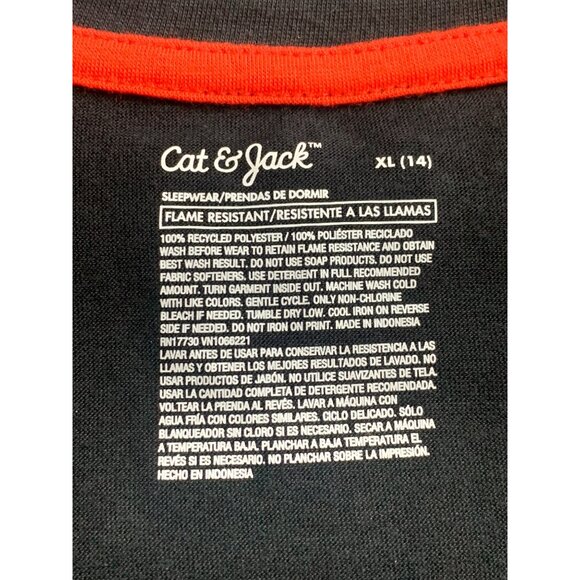 Cat & Jack™ XL (14)
SLEEPWEAR/PRENDAS DE DORMIR
FLAME RESISTANT/RESISTENTE A LAS LLAMAS
100% RECYCLED POLYESTER / 100% POLIÉSTER RECICLADO
WASH BEFORE WEAR TO RETAIN FLAME RESISTANCE AND OBTAIN
BEST WASH RESULT. DO NOT USE SOAP PRODUCTS. DO NOT USE
FABRIC SOFTENERS. USE DETERGENT IN FULL RECOMMENDED
AMOUNT. TURN GARMENT INSIDE OUT. MACHINE WASH COLD
WITH LIKE COLORS. GENTLE CYCLE. ONLY NON-CHLORINE
BLEACH IF NEEDED. TUMBLE DRY LOW. COOL IRON ON REVERSE
SIDE IF NEEDED. DO NOT IRON ON PRINT. MADE IN INDONESIA
RN17730 VN1066221
LAVAR ANTES DE USAR PARA CONSERVAR LA RESISTENCIA A LAS
LLAMAS Y OBTENER LOS MEJORES RESULTADOS DE LAVADO. NO
USAR PRODUCTOS DE JABÓN. NO UTILICE SUAVIZANTES DE TELA.
USAR LA CANTIDAD COMPLETA DE DETERGENTE RECOMENDADA.
VOLTEAR LA PRENDA AL REVÉS. LAVAR A MÁQUINA CON
AGUA FRÍA CON COLORES SIMILARES. CICLO DELICADO. SÓLO
BLANQUEADOR SIN CLORO SI ES NECESARIO. SECAR A MÁQUINA
A TEMPERATURA BAJA. PLANCHAR A BAJA TEMPERATURA EL
REVÉS SI ES NECESARIO. NO PLANCHAR SOBRE LA IMPRESIÓN.
HECHO EN INDONESIA